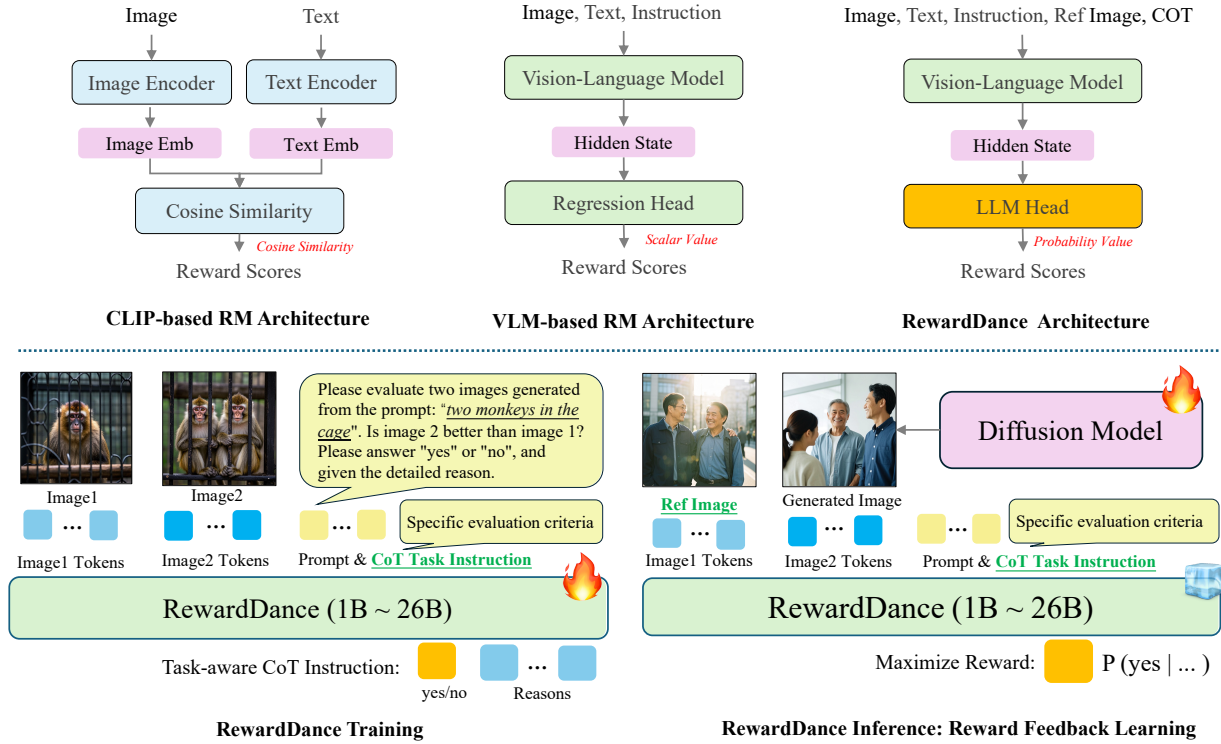 Image
Text
Image Encoder
Text Encoder
Image Emb
Text Emb
Cosine Similarity
Cosine Similarity
Reward Scores
CLIP-based RM Architecture
Image, Text, Instruction
Vision-Language Model
Hidden State
Regression Head
Scalar Value
Reward Scores
VLM-based RM Architecture
Image, Text, Instruction, Ref Image, COT
Vision-Language Model
Hidden State
LLM Head
Probability Value
Reward Scores
RewardDance Architecture
Image1
...
Image1 Tokens
Image2
...
Image2 Tokens
Please evaluate two images generated
from the prompt: "two monkeys in the
cage". Is image 2 better than image 1?
Please answer "yes" or "no", and
given the detailed reason.
...
Specific evaluation criteria
Prompt & CoT Task Instruction
RewardDance (1B ~ 26B)
Task-aware CoT Instruction:
...
yes/no
Reasons
RewardDance Training
Ref Image
...
Image1 Tokens
Generated Image
...
Image2 Tokens
Diffusion Model
...
Specific evaluation criteria
Prompt & CoT Task Instruction
RewardDance (1B ~ 26B)
Maximize Reward:
P (yes | ... )
RewardDance Inference: Reward Feedback Learning